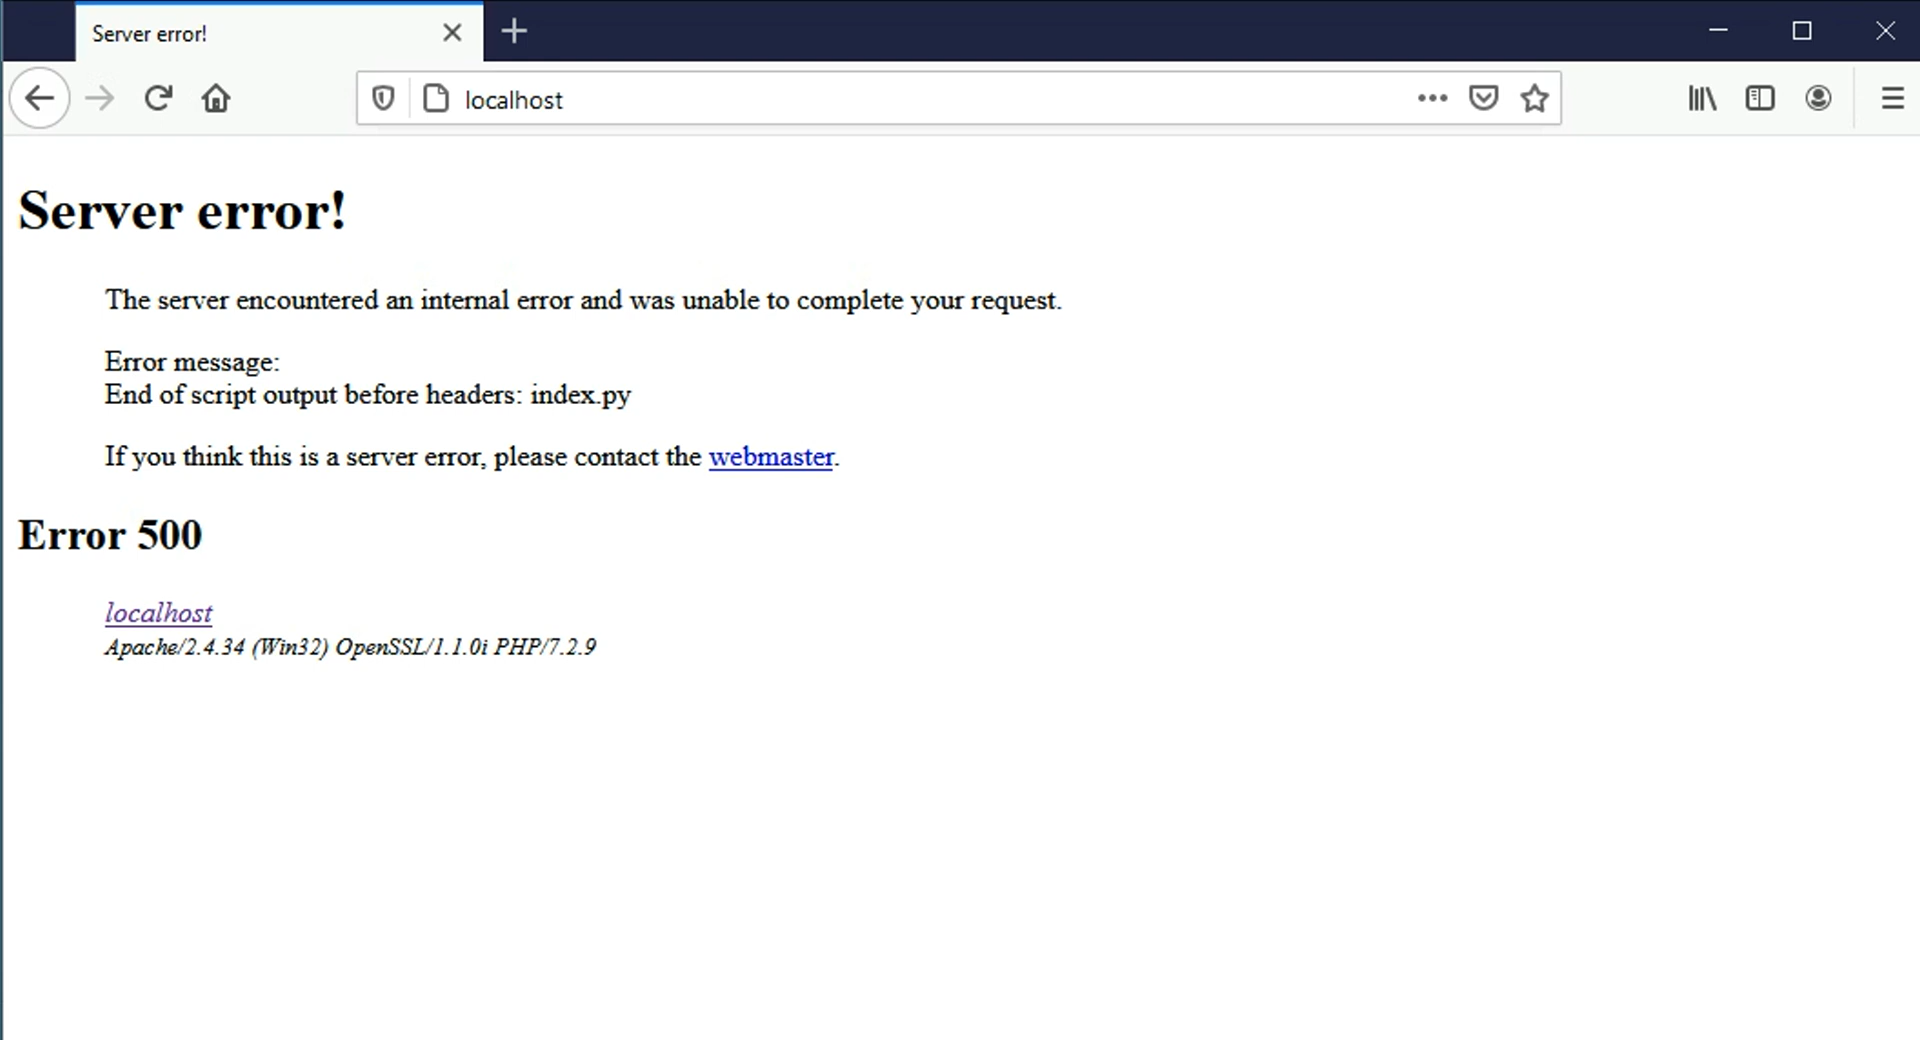 Server error!
localhost
Server error!
The server encountered an internal error and was unable to complete your request.
Error message:
End of script output before headers: index.py
If you think this is a server error, please contact the webmaster.
Error 500
localhost
Apache/2.4.34 (Win32) OpenSSL/1.1.0i PHP/7.2.9